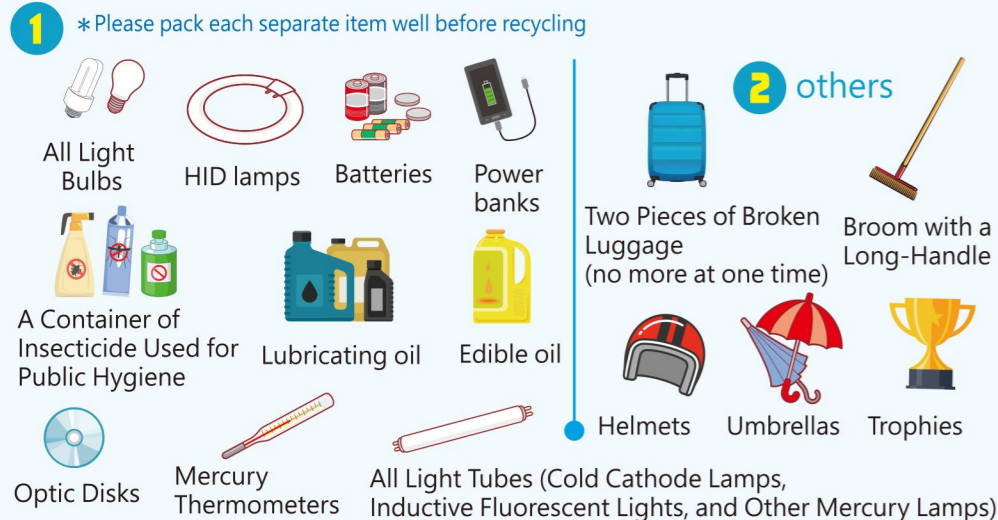 1
*Please pack each separate item well before recycling
All Light
Bulbs
HID lamps
Batteries
Power
banks
A Container of
Insecticide Used for
Public Hygiene
Lubricating oil
Edible oil
Optic Disks
Mercury
Thermometers
All Light Tubes (Cold Cathode Lamps,
Inductive Fluorescent Lights, and Other Mercury Lamps)
2 others
Two Pieces of Broken
Luggage
(no more at one time)
Broom with a
Long-Handle
Helmets
Umbrellas
Trophies